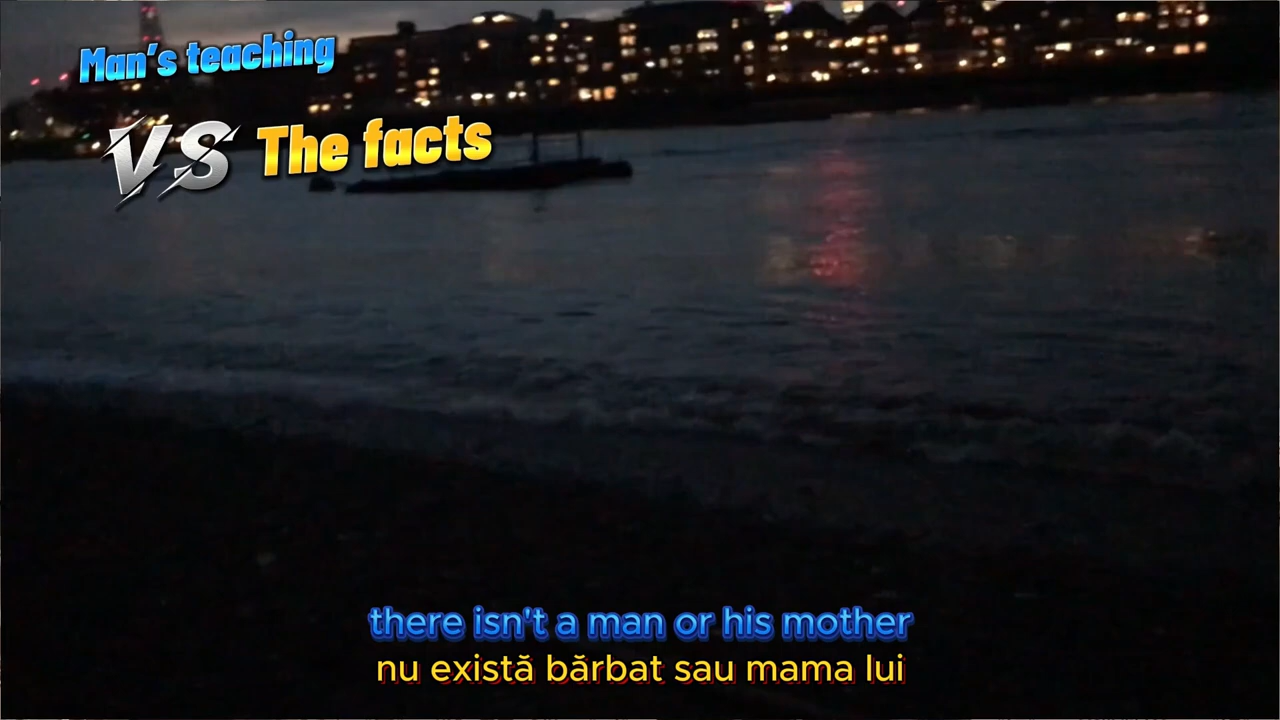 Man's teaching
VS The facts
there isn't a man or his mother
nu există bărbat sau mama lui